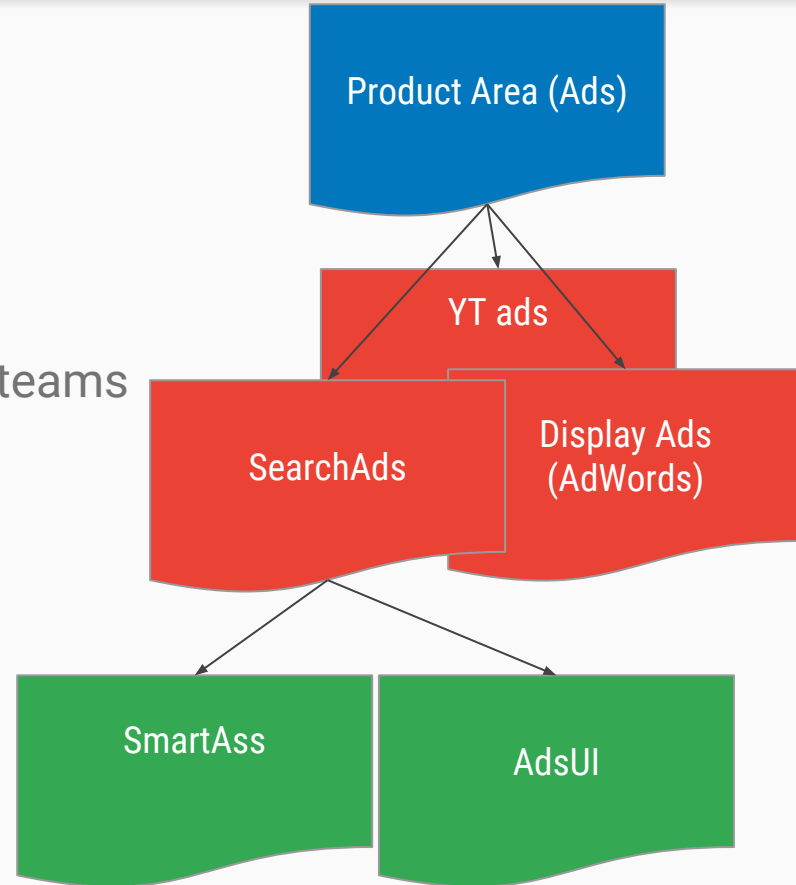 Product Area (Ads)
YT ads
teams
SearchAds
Display Ads
(AdWords)
SmartAss
AdsUI